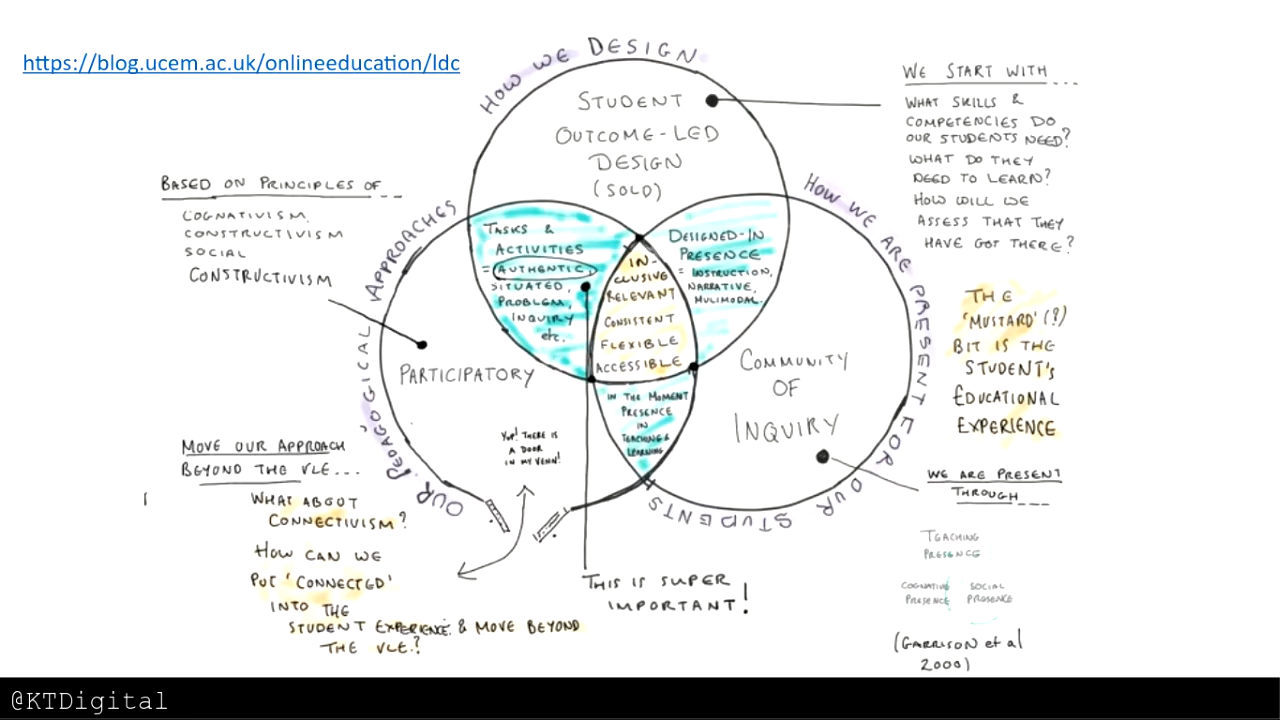 https://blog.ucem.ac.uk/onlineeducation/ldc
HOW WE DESIGN
STUDENT
OUTCOME-LED
DESIGN
(SOLD)
WE START WITH...
WHAT SKILLS &
COMPETENCIES DO
OUR STUDENTS NEED?
WHAT DO THEY
NEED TO LEARN?
HOW WILL WE
ASSESS THAT THEY
HAVE GOT THERE?
BASED ON PRINCIPLES OF...
COGNATIVISM,
CONSTRUCTIVISM
SOCIAL
CONSTRUCTIVISM
OUR PEDAGOGICAL APPROACHES
PARTICIPATORY
TASKS &
ACTIVITIES
= AUTHENTIC,
SITUATED,
PROBLEM,
INQUIRY
etc.
DESIGNED-IN
PRESENCE
= INSTRUCTION,
NARRATIVE,
MULIMODAL.
IN-
CLUSIVE
RELEVANT
CONSISTENT
FLEXIBLE
ACCESSIBLE
IN THE MOMENT
PRESENCE
IN
TEACHING &
LEARNING
HOW WE ARE PRESENT FOR OUR STUDENTS
COMMUNITY
OF
INQUIRY
THE
'MUSTARD' (?)
BIT IS THE
STUDENT'S
EDUCATIONAL
EXPERIENCE
WE ARE PRESENT
THROUGH...
TEACHING
PRESENCE
COGNATIVE SOCIAL
PRESENCE PRESENCE
(GARRISON et al
2000)
YUP! THERE IS
A DOOR
IN MY VENN!
MOVE OUR APPROACH
BEYOND THE VLE...
WHAT ABOUT
CONNECTIVISM?
HOW CAN WE
PUT 'CONNECTED'
INTO THE
STUDENT EXPERIENCE & MOVE BEYOND
THE VLE?
THIS IS SUPER
IMPORTANT!
@KTDigital